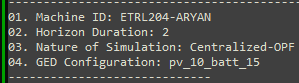 01. Machine ID: ETRL204-ARYAN
02. Horizon Duration: 2
03. Nature of Simulation: Centralized-OPF
04. GED Configuration: pv_10_batt_15